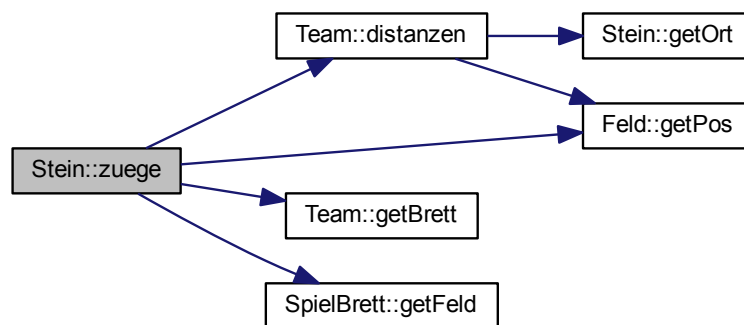 Team::distanzen
Stein::getOrt
Feld::getPos
Stein::zuege
Team::getBrett
SpielBrett::getFeld